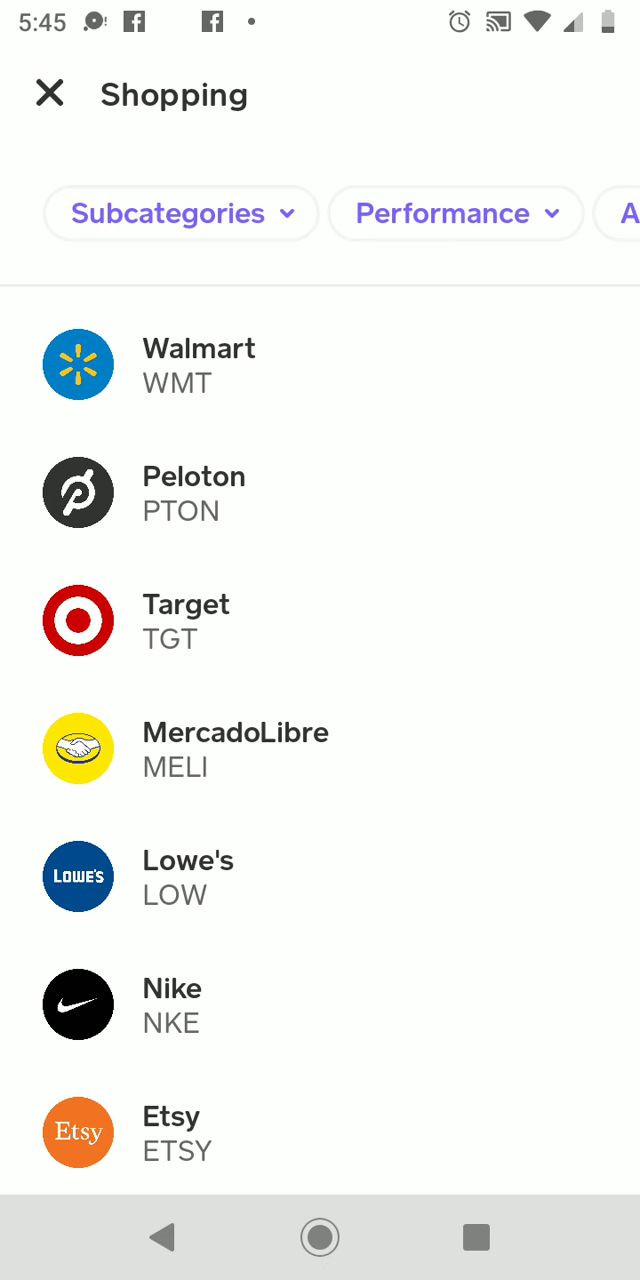 5:45
Shopping
Subcategories
Performance
A
Walmart
WMT
Peloton
PTON
Target
TGT
MercadoLibre
MELI
LOWE'S
Lowe's
LOW
Nike
NKE
Etsy
Etsy
ETSY